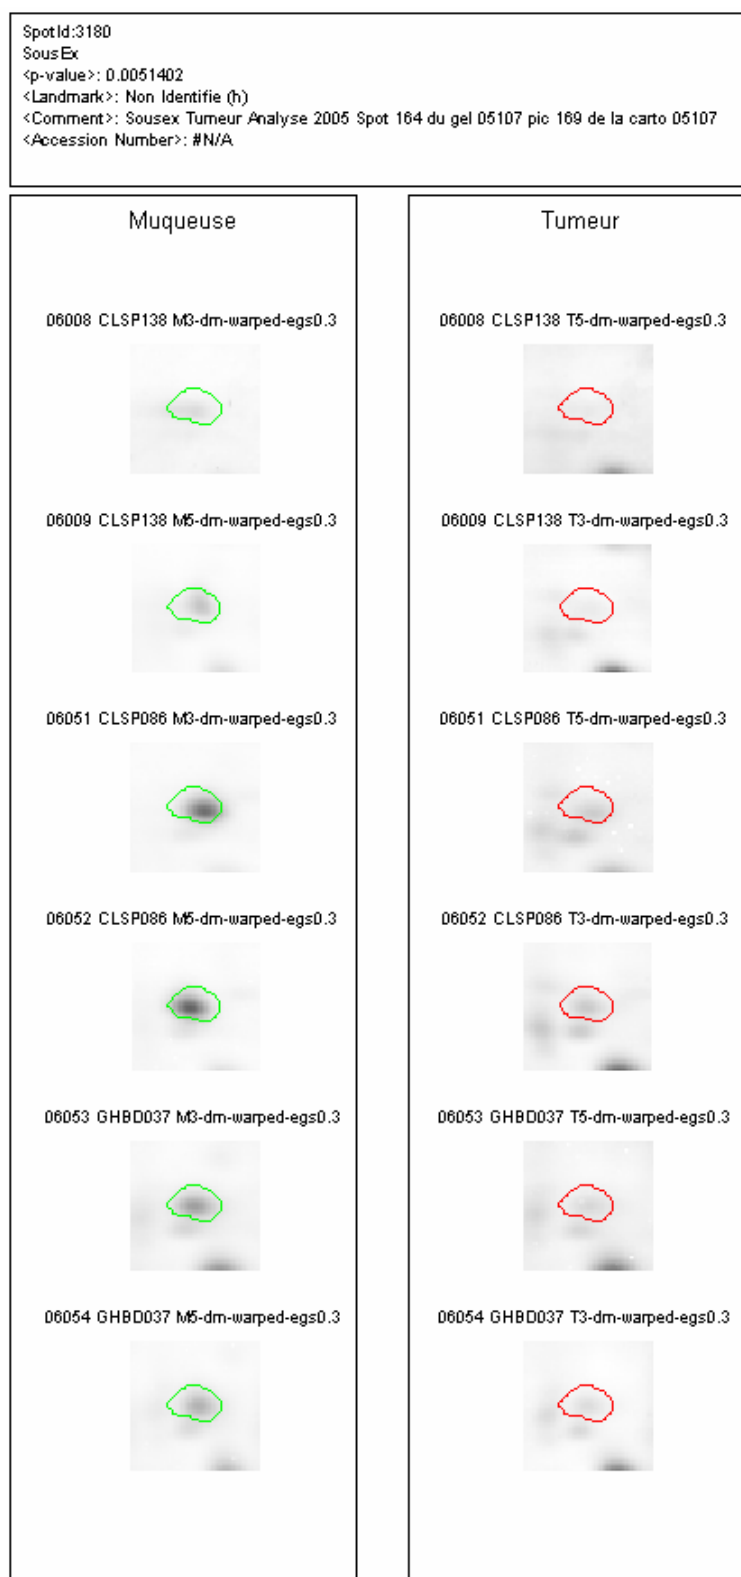 SpotId:3180
SousEx
<p-value>: 0.0051402
<Landmark>: Non Identifie (h)
<Comment>: Sousex Tumeur Analyse 2005 Spot 164 du gel 05107 pic 169 de la carto 05107
<Accession Number>: #N/A
Muqueuse
06008 CLSP138 M3-dm-warped-egs0.3
06009 CLSP138 M5-dm-warped-egs0.3
06051 CLSP086 M3-dm-warped-egs0.3
06052 CLSP086 M5-dm-warped-egs0.3
06053 GHBD037 M3-dm-warped-egs0.3
06054 GHBD037 M5-dm-warped-egs0.3
Tumeur
06008 CLSP138 T5-dm-warped-egs0.3
06009 CLSP138 T3-dm-warped-egs0.3
06051 CLSP086 T5-dm-warped-egs0.3
06052 CLSP086 T3-dm-warped-egs0.3
06053 GHBD037 T5-dm-warped-egs0.3
06054 GHBD037 T3-dm-warped-egs0.3